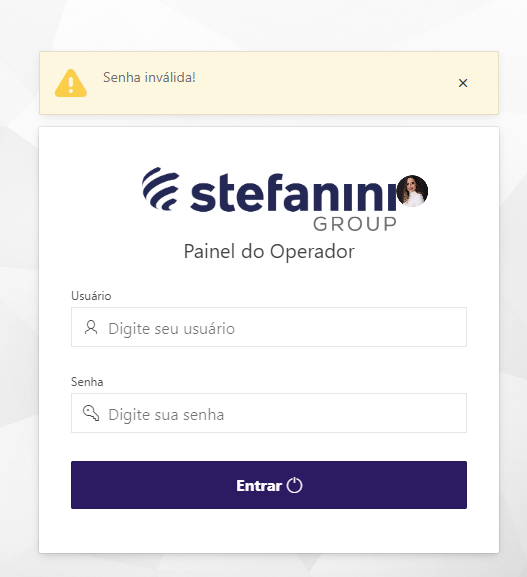 Senha inválida!
stefanini
GROUP
Painel do Operador
Usuário
Digite seu usuário
Senha
Digite sua senha
Entrar